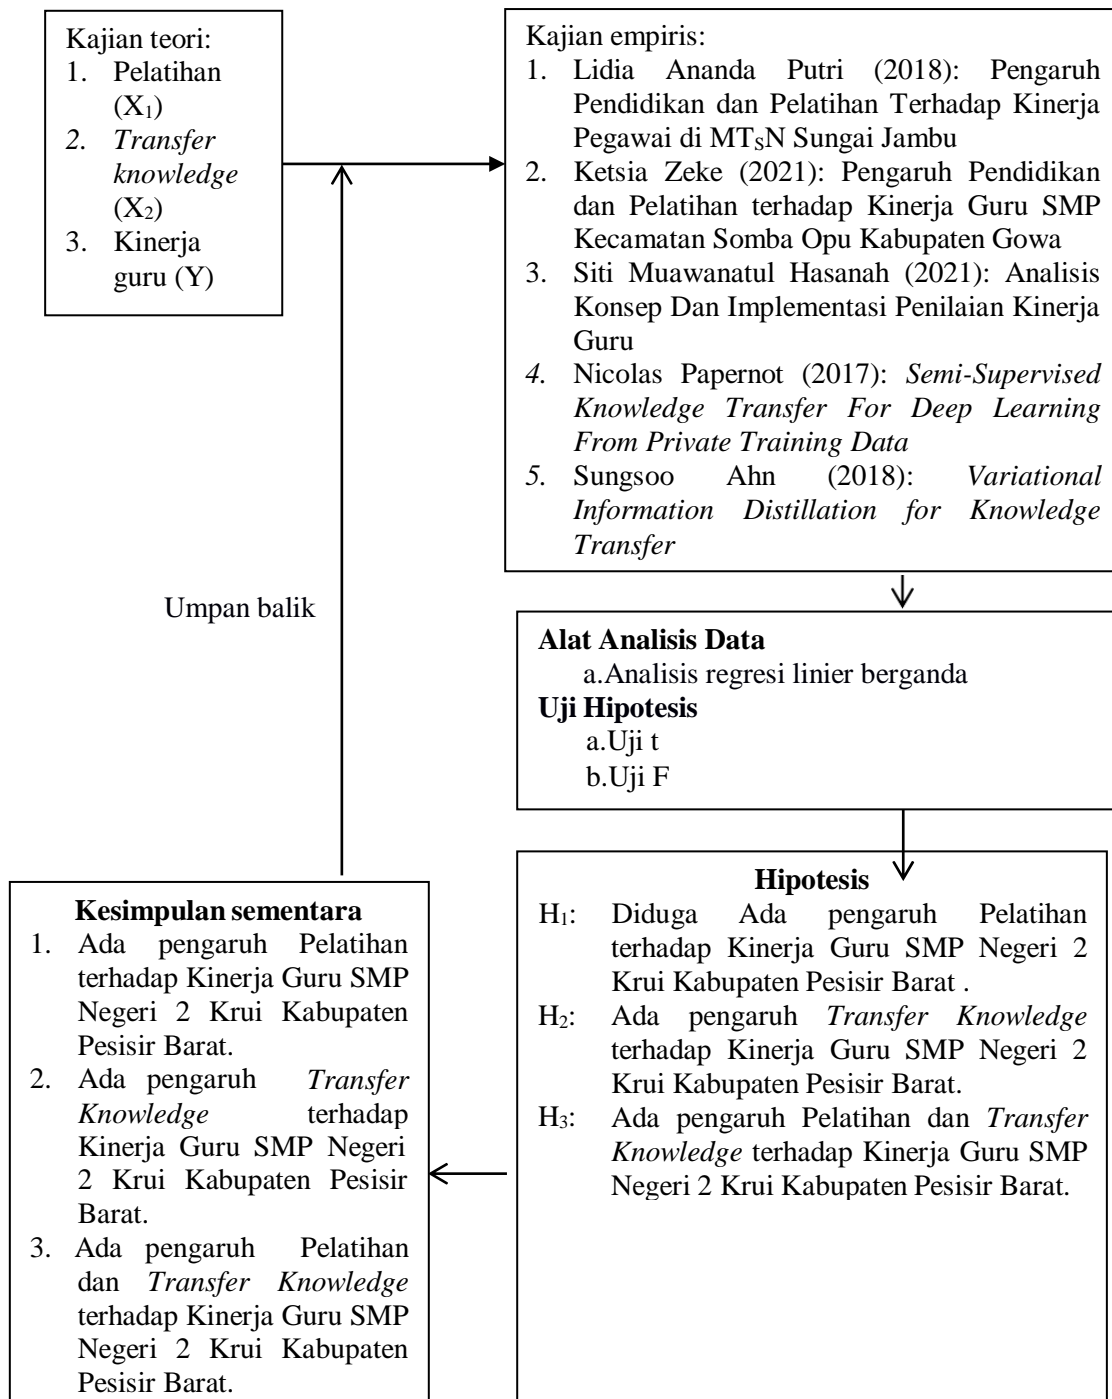 Kajian teori:
1. Pelatihan
(X₁)
2. Transfer
knowledge
(X₂)
3. Kinerja
guru (Y)
Kajian empiris:
1. Lidia Ananda Putri (2018): Pengaruh
Pendidikan dan Pelatihan Terhadap Kinerja
Pegawai di MTₛN Sungai Jambu
2. Ketsia Zeke (2021): Pengaruh Pendidikan
dan Pelatihan terhadap Kinerja Guru SMP
Kecamatan Somba Opu Kabupaten Gowa
3. Siti Muawanatul Hasanah (2021): Analisis
Konsep Dan Implementasi Penilaian Kinerja
Guru
4. Nicolas Papernot (2017): Semi-Supervised
Knowledge Transfer For Deep Learning
From Private Training Data
5. Sungsoo Ahn (2018): Variational
Information Distillation for Knowledge
Transfer
Umpan balik
Alat Analisis Data
a.Analisis regresi linier berganda
Uji Hipotesis
a.Uji t
b.Uji F
Hipotesis
H₁: Diduga Ada pengaruh Pelatihan
terhadap Kinerja Guru SMP Negeri 2
Krui Kabupaten Pesisir Barat .
H₂: Ada pengaruh Transfer Knowledge
terhadap Kinerja Guru SMP Negeri 2
Krui Kabupaten Pesisir Barat.
H₃: Ada pengaruh Pelatihan dan Transfer
Knowledge terhadap Kinerja Guru SMP
Negeri 2 Krui Kabupaten Pesisir Barat.
Kesimpulan sementara
1. Ada pengaruh Pelatihan
terhadap Kinerja Guru SMP
Negeri 2 Krui Kabupaten
Pesisir Barat.
2. Ada pengaruh Transfer
Knowledge terhadap
Kinerja Guru SMP Negeri
2 Krui Kabupaten Pesisir
Barat.
3. Ada pengaruh Pelatihan
dan Transfer Knowledge
terhadap Kinerja Guru SMP
Negeri 2 Krui Kabupaten
Pesisir Barat.